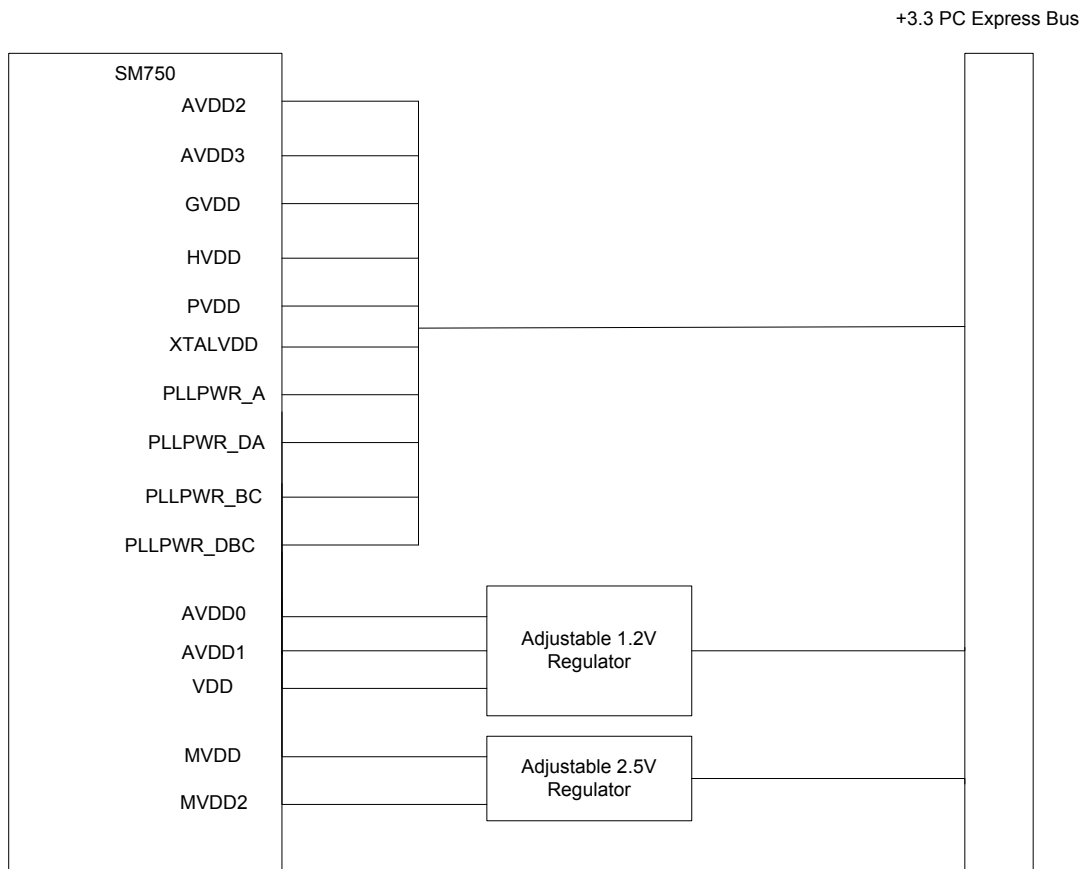 +3.3 PC Express Bus
SM750
AVDD2
AVDD3
GVDD
HVDD
PVDD
XTALVDD
PLLPWR_A
PLLPWR_DA
PLLPWR_BC
PLLPWR_DBC
AVDD0
AVDD1
VDD
Adjustable 1.2V
Regulator
MVDD
MVDD2
Adjustable 2.5V
Regulator